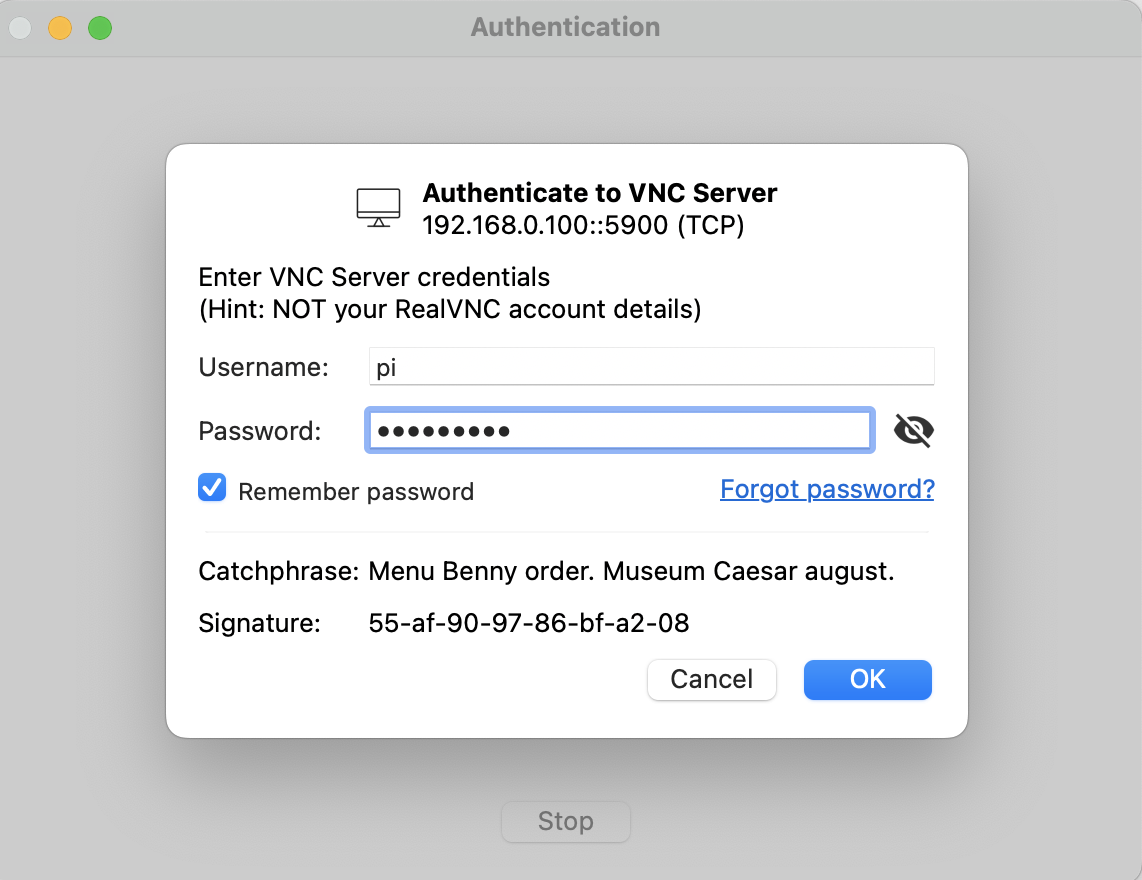 Authentication
Authenticate to VNC Server
192.168.0.100::5900 (TCP)
Enter VNC Server credentials
(Hint: NOT your RealVNC account details)
Username: pi
Password: •••••••••
Remember password Forgot password?
Catchphrase: Menu Benny order. Museum Caesar august.
Signature: 55-af-90-97-86-bf-a2-08
Cancel OK
Stop